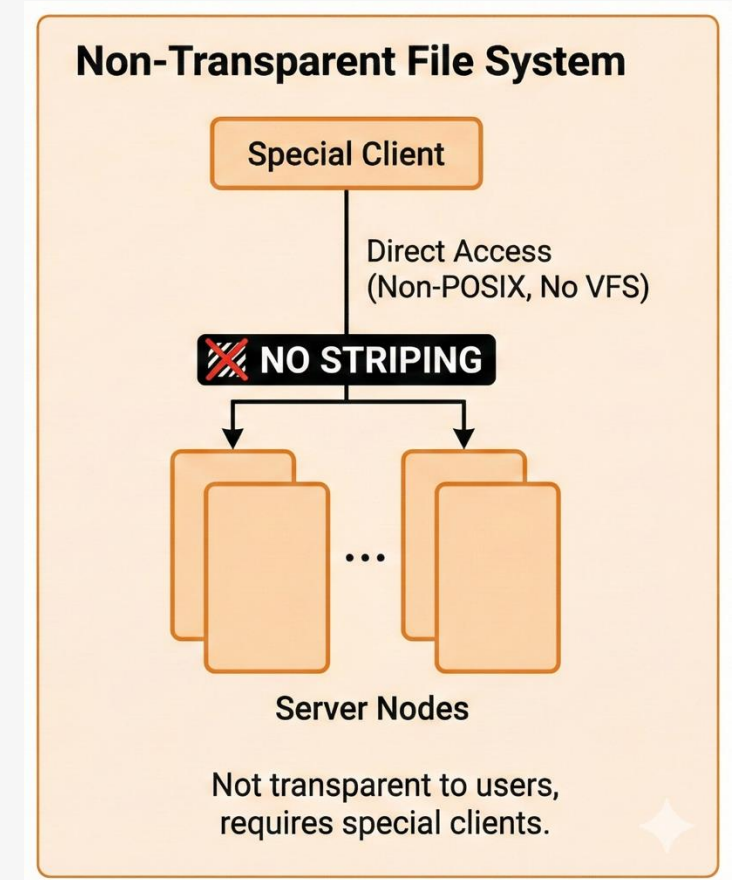 Non-Transparent File System
Special Client
Direct Access
(Non-POSIX, No VFS)
NO STRIPING
...
Server Nodes
Not transparent to users,
requires special clients.